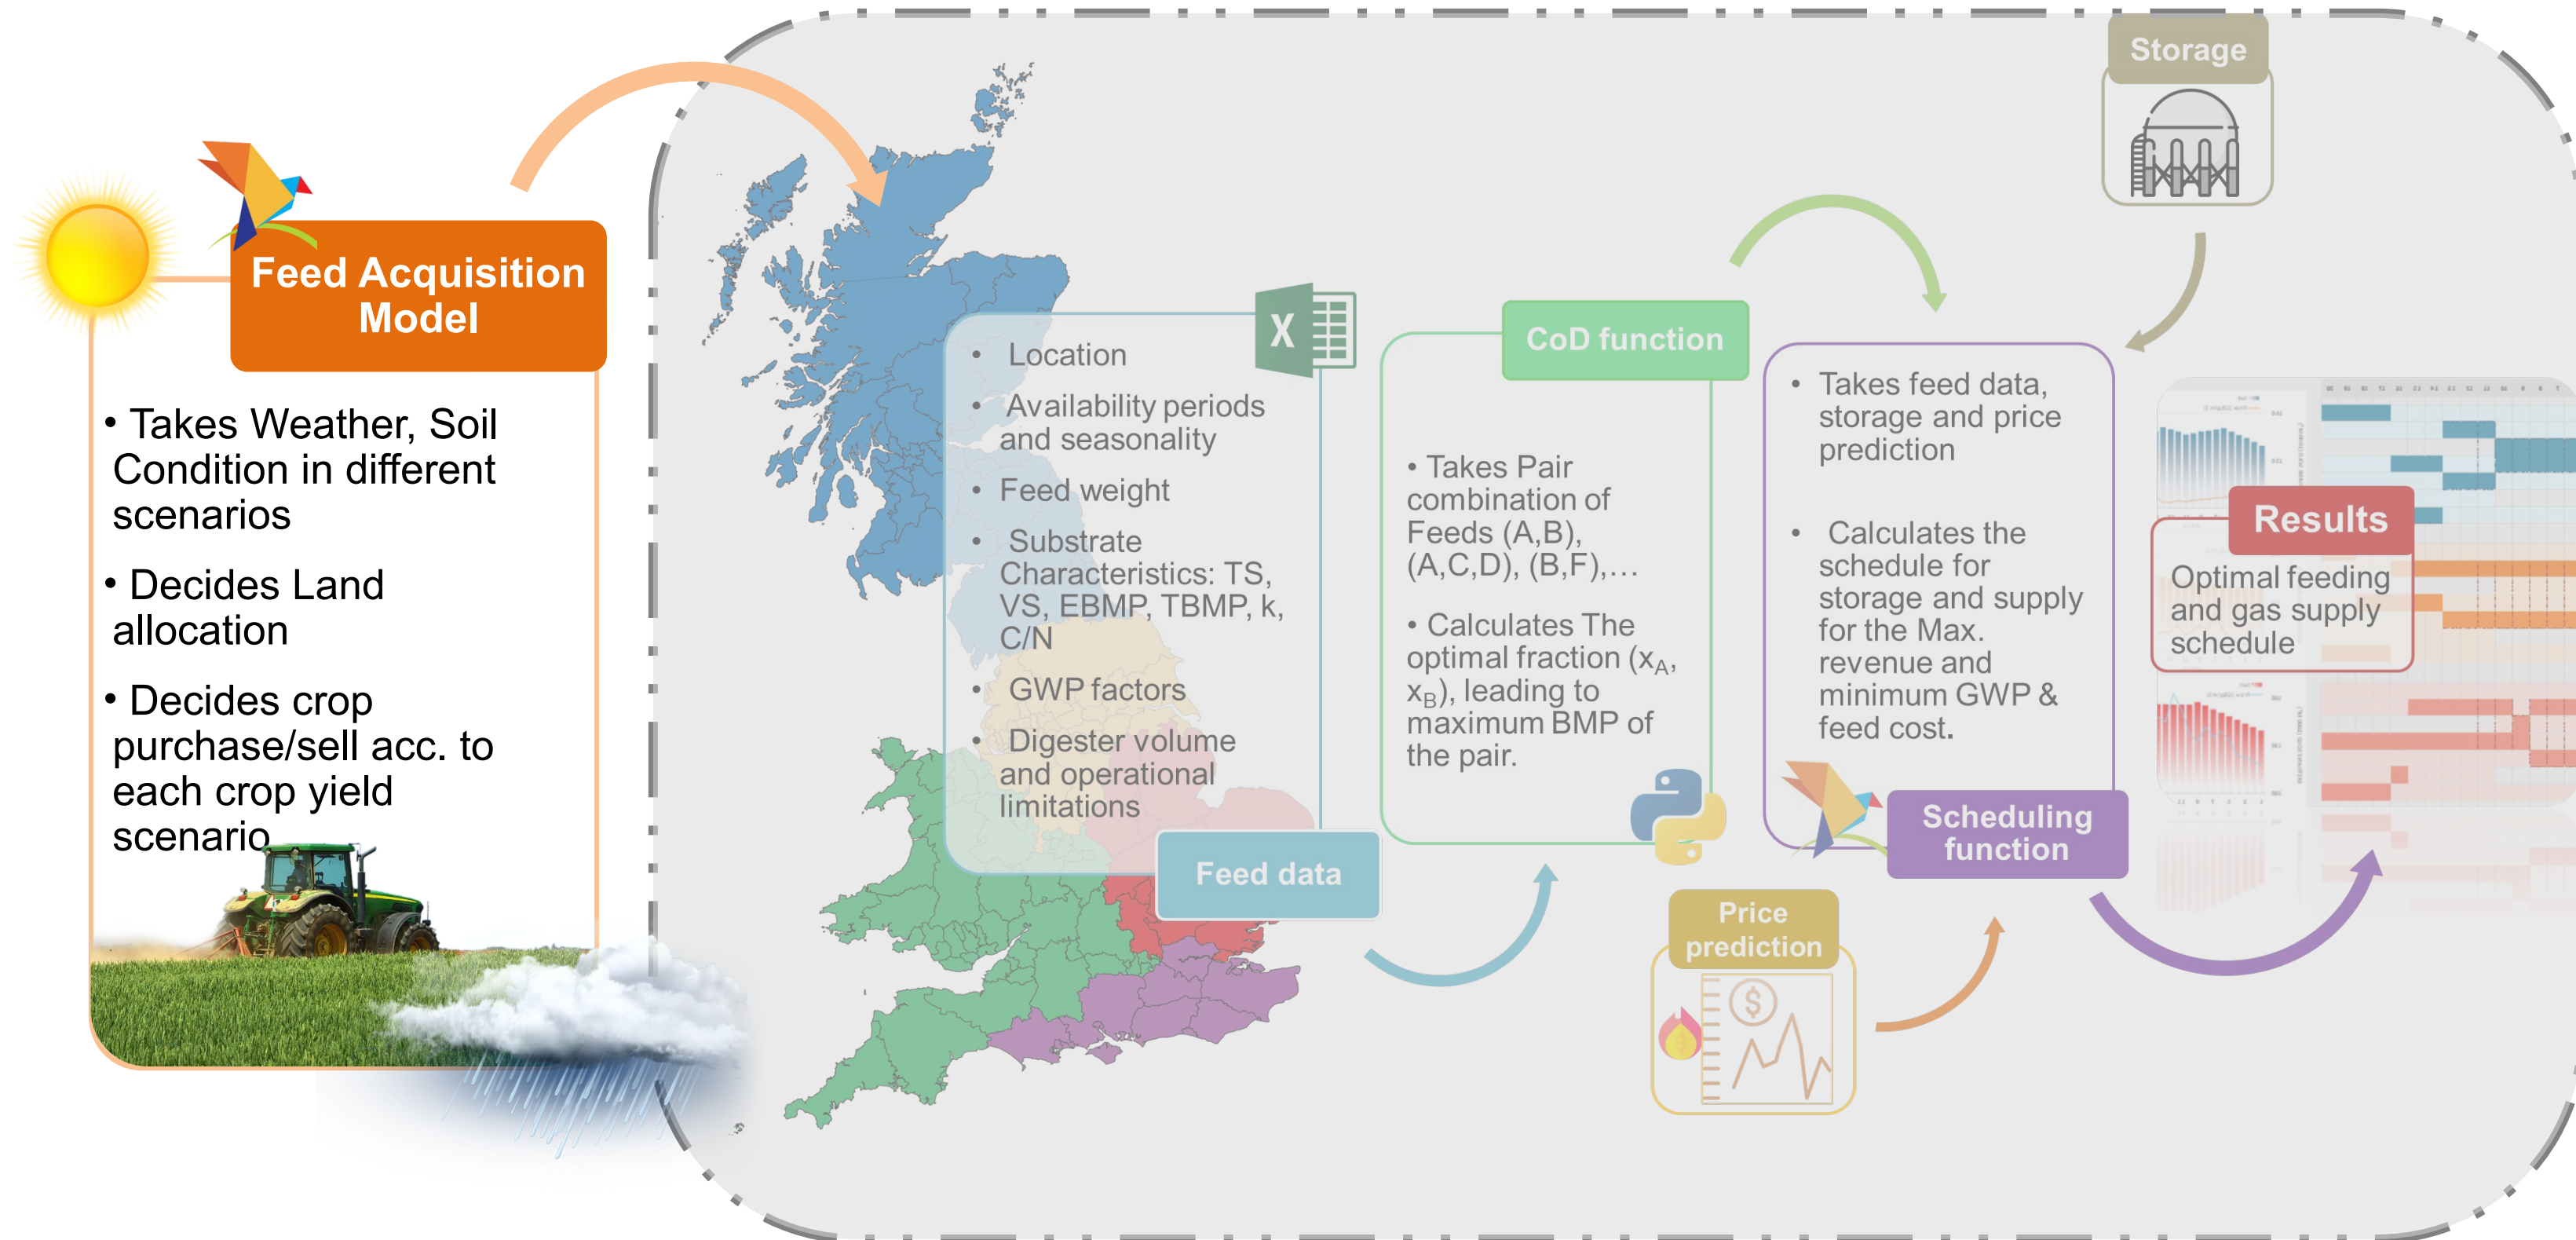 Feed Acquisition
Model
• Takes Weather, Soil
Condition in different
scenarios
• Decides Land
allocation
• Decides crop
purchase/sell acc. to
each crop yield
scenario
• Location
• Availability periods
and seasonality
• Feed weight
• Substrate
Characteristics: TS,
VS, EBMP, TBMP, k,
C/N
• GWP factors
• Digester volume
and operational
limitations
X
Feed data
CoD function
• Takes Pair
combination of
Feeds (A,B),
(A,C,D), (B,F),…
• Calculates The
optimal fraction (xA,
xB), leading to
maximum BMP of
the pair.
• Takes feed data,
storage and price
prediction
• Calculates the
schedule for
storage and supply
for the Max.
revenue and
minimum GWP &
feed cost.
Scheduling
function
Price
prediction
$
$
Storage
Results
Optimal feeding
and gas supply
schedule